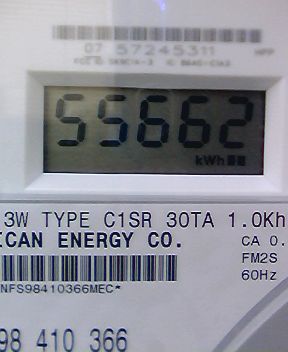 07 57245311 HPP
55662
kWh
3W TYPE C1SR 30TA 1.0Kh
ICAN ENERGY CO.
CA 0.
FM2S
60Hz
NFS98410366MEC*
98 410 366